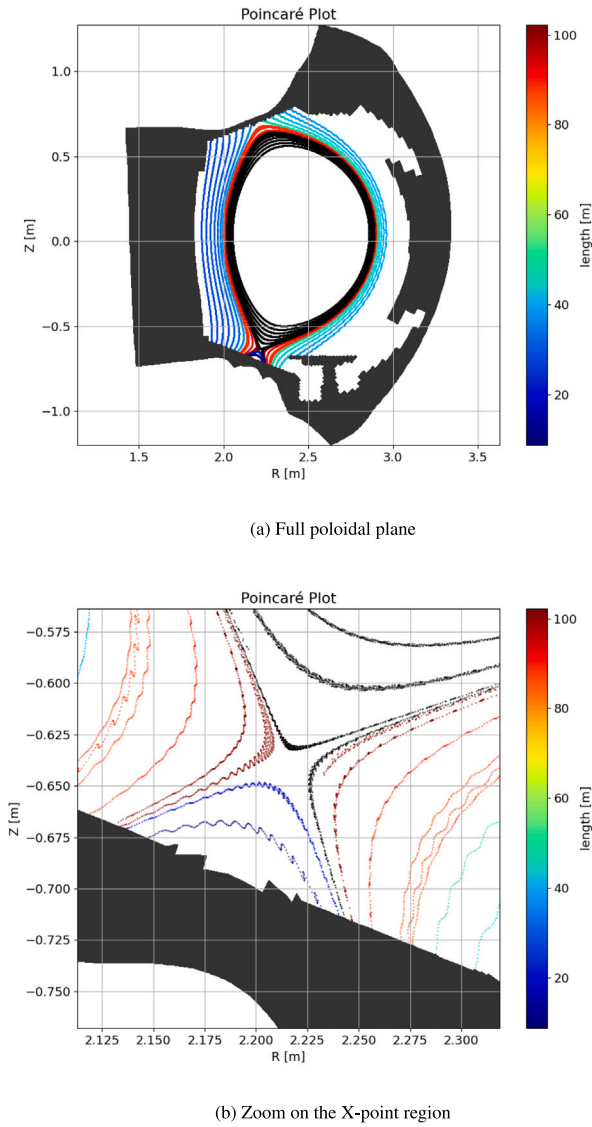 Poincaré Plot
1.0
0.5
0.0
−0.5
−1.0
Z [m]
1.5 2.0 2.5 3.0 3.5
R [m]
100
80
60
40
20
length [m]
(a) Full poloidal plane
Poincaré Plot
−0.575
−0.600
−0.625
−0.650
−0.675
−0.700
−0.725
−0.750
Z [m]
2.125 2.150 2.175 2.200 2.225 2.250 2.275 2.300
R [m]
100
80
60
40
20
length [m]
(b) Zoom on the X-point region